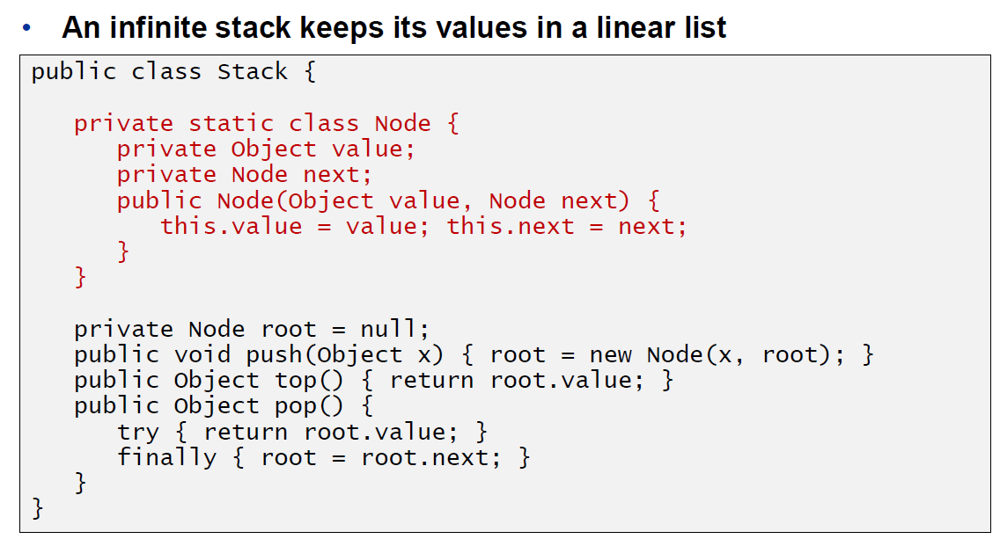 • An infinite stack keeps its values in a linear list
public class Stack {
private static class Node {
private Object value;
private Node next;
public Node(Object value, Node next) {
this.value = value; this.next = next;
}
}
private Node root = null;
public void push(Object x) { root = new Node(x, root); }
public Object top() { return root.value; }
public Object pop() {
try { return root.value; }
finally { root = root.next; }
}
}